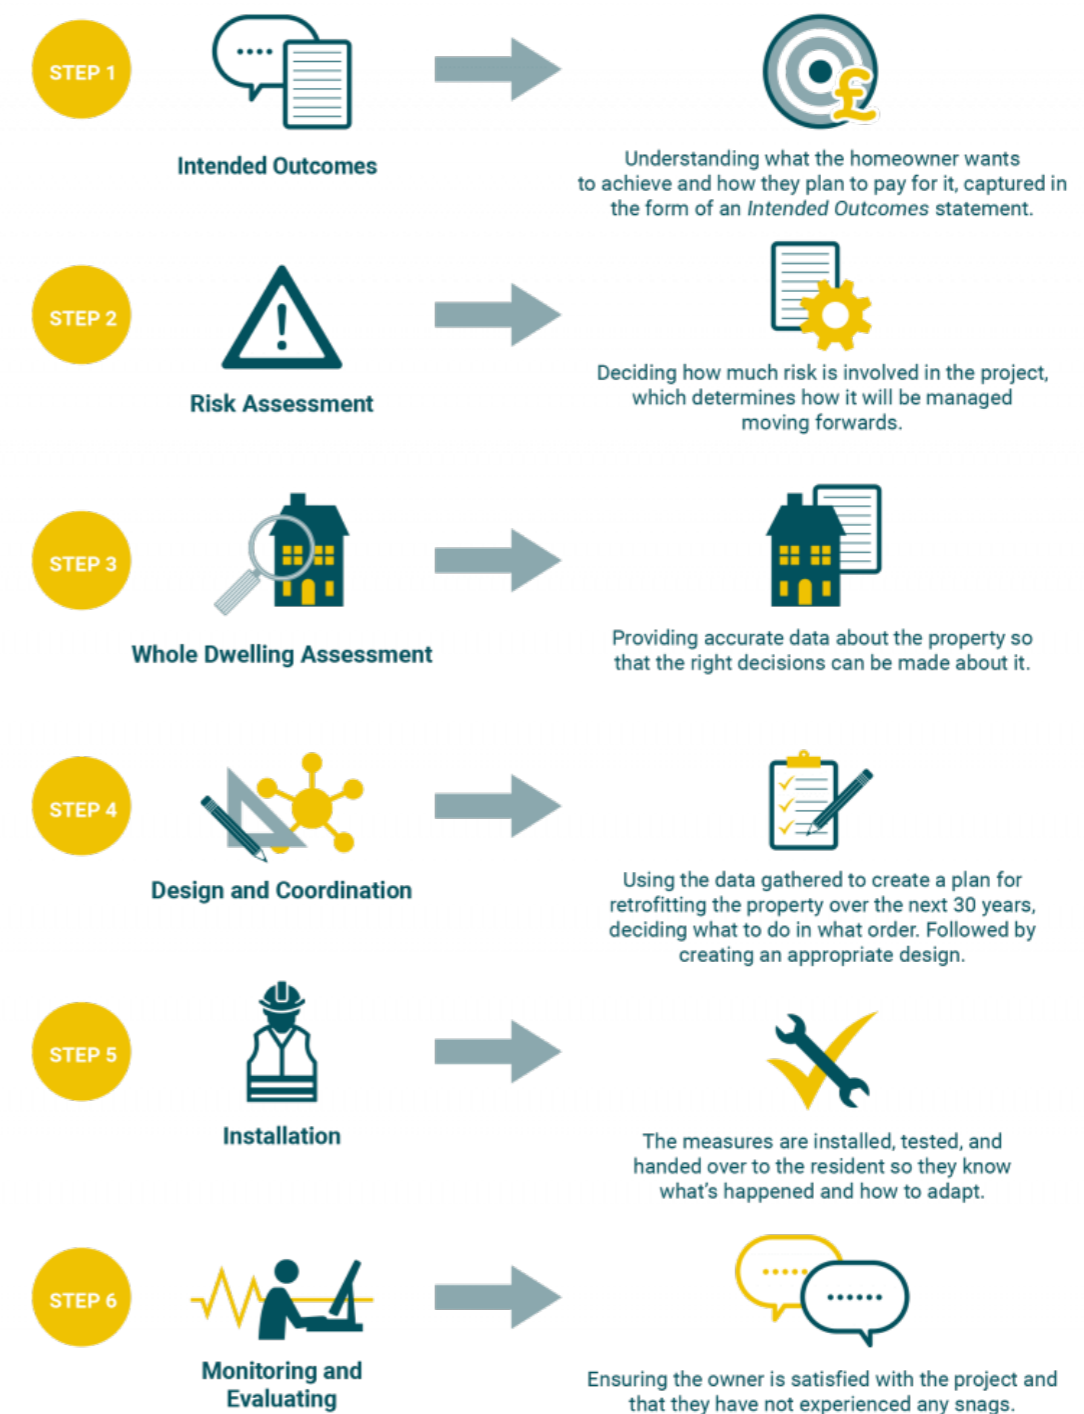 STEP 1
Intended Outcomes
£
Understanding what the homeowner wants
to achieve and how they plan to pay for it, captured in
the form of an Intended Outcomes statement.
STEP 2
Risk Assessment
Deciding how much risk is involved in the project,
which determines how it will be managed
moving forwards.
STEP 3
Whole Dwelling Assessment
Providing accurate data about the property so
that the right decisions can be made about it.
STEP 4
Design and Coordination
Using the data gathered to create a plan for
retrofitting the property over the next 30 years,
deciding what to do in what order. Followed by
creating an appropriate design.
STEP 5
Installation
The measures are installed, tested, and
handed over to the resident so they know
what's happened and how to adapt.
STEP 6
Monitoring and
Evaluating
Ensuring the owner is satisfied with the project and
that they have not experienced any snags.